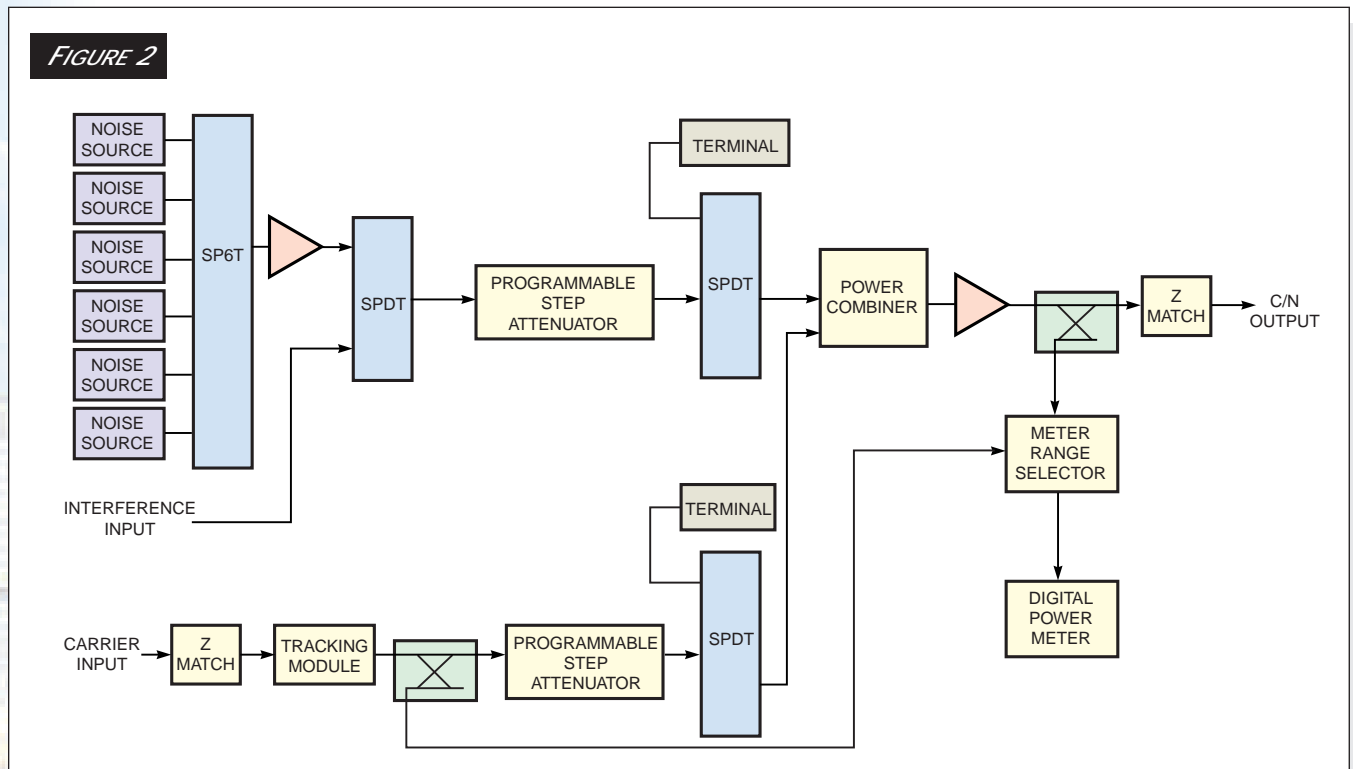 FIGURE 2
NOISE
SOURCE
NOISE
SOURCE
NOISE
SOURCE
NOISE
SOURCE
NOISE
SOURCE
NOISE
SOURCE
SP6T
INTERFERENCE
INPUT
SPDT
PROGRAMMABLE
STEP
ATTENUATOR
TERMINAL
SPDT
POWER
COMBINER
Z
MATCH
C/N
OUTPUT
METER
RANGE
SELECTOR
DIGITAL
POWER
METER
CARRIER
INPUT
Z
MATCH
TRACKING
MODULE
PROGRAMMABLE
STEP
ATTENUATOR
TERMINAL
SPDT